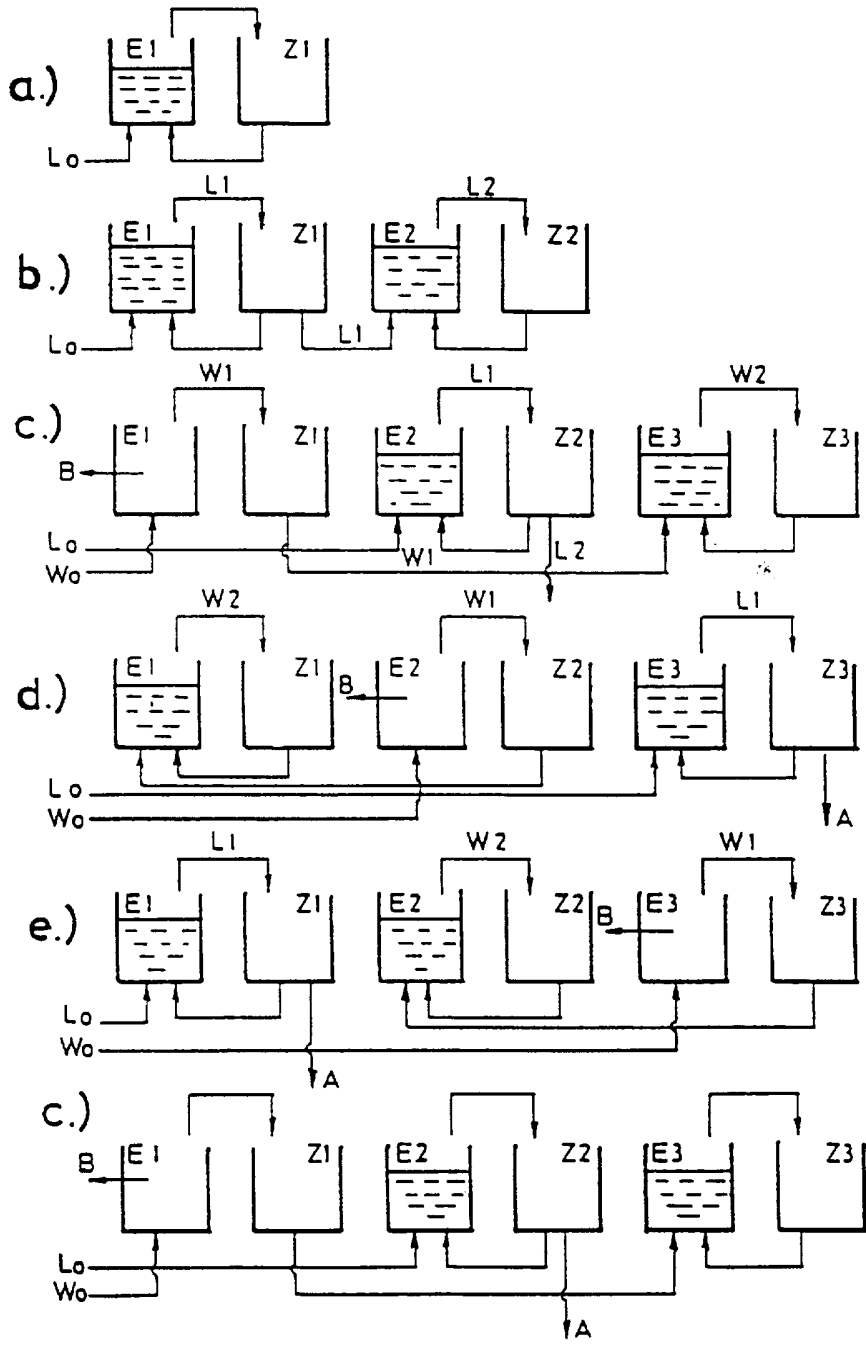 a.) E1 Z1
Lo
L1 L2
b.) E1 Z1 E2 Z2
Lo L1
W1 L1 W2
c.) E1 Z1 E2 Z2 E3 Z3
B
Lo W1 L2
Wo
W2 W1 L1
d.) E1 Z1 E2 Z2 E3 Z3
B
Lo
Wo A
L1 W2 W1
e.) E1 Z1 E2 Z2 E3 Z3
B
Lo
Wo
A
c.)
E1 Z1 E2 Z2 E3 Z3
B
Lo
Wo
A